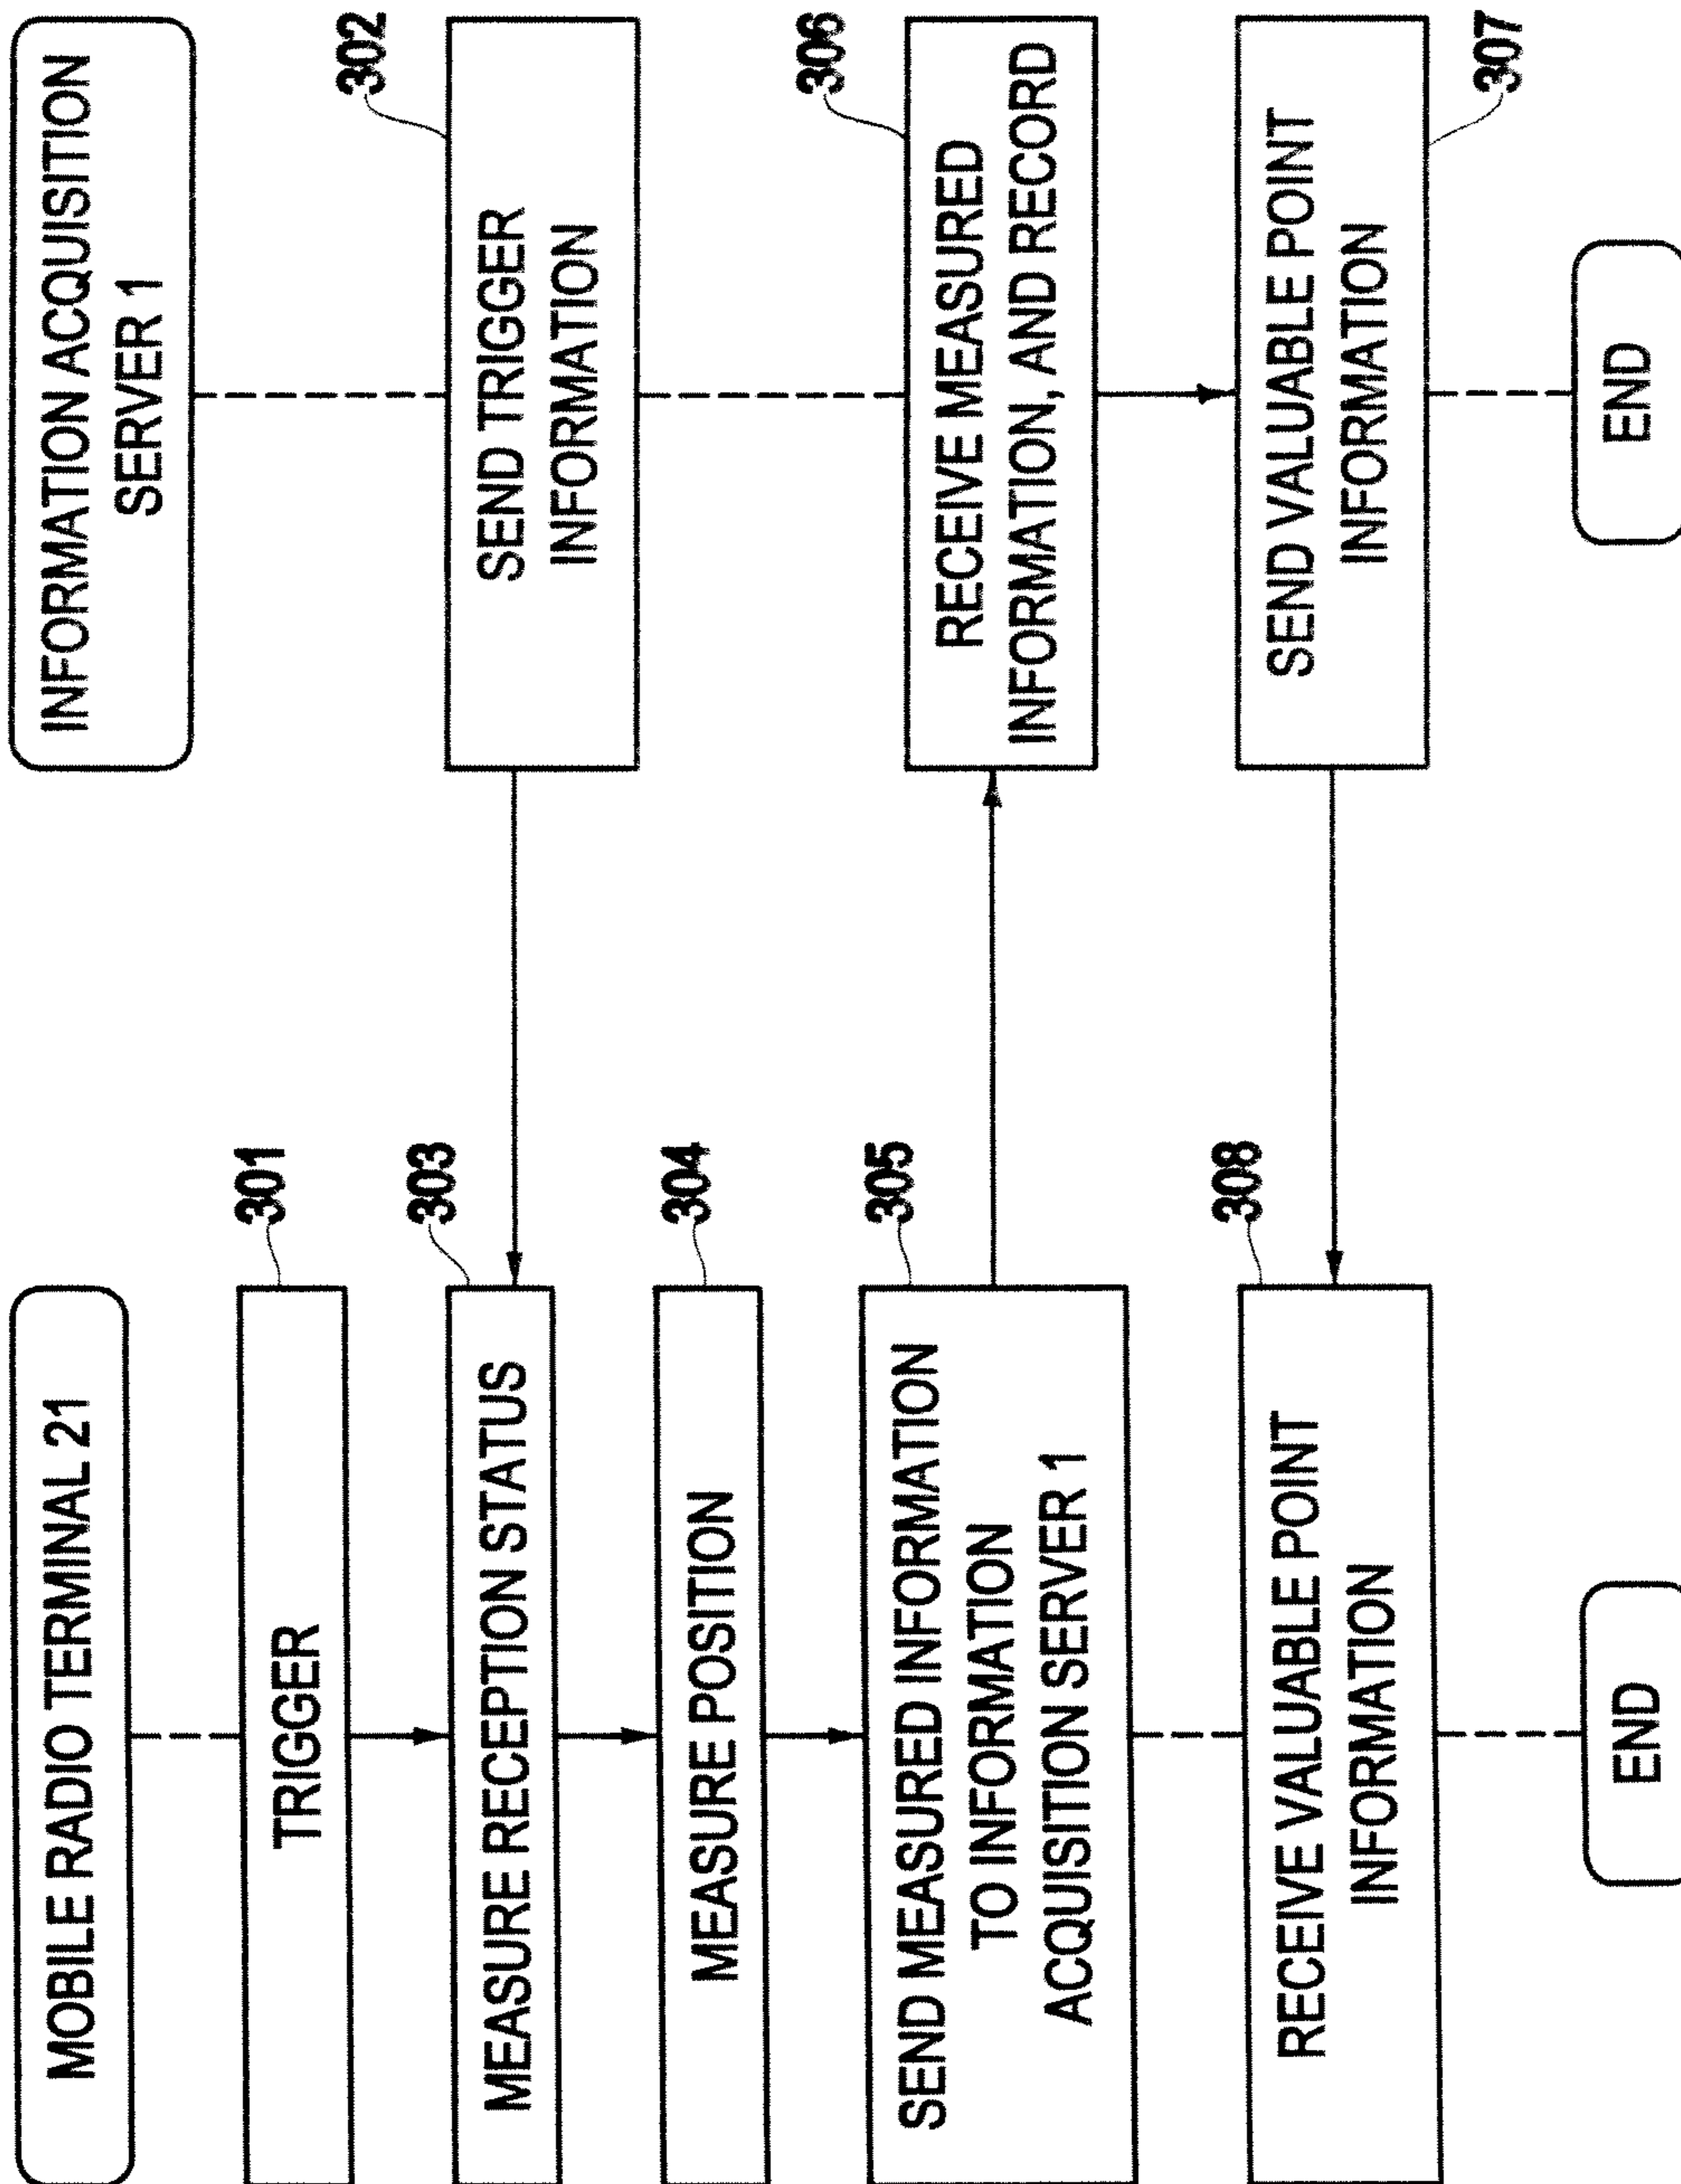 MOBILE RADIO TERMINAL 21
INFORMATION ACQUISITION
SERVER 1
301
TRIGGER
302
SEND TRIGGER
INFORMATION
303
MEASURE RECEPTION STATUS
304
MEASURE POSITION
305
SEND MEASURED INFORMATION
TO INFORMATION
ACQUISITION SERVER 1
306
RECEIVE MEASURED
INFORMATION, AND RECORD
307
SEND VALUABLE POINT
INFORMATION
308
RECEIVE VALUABLE POINT
INFORMATION
END
END